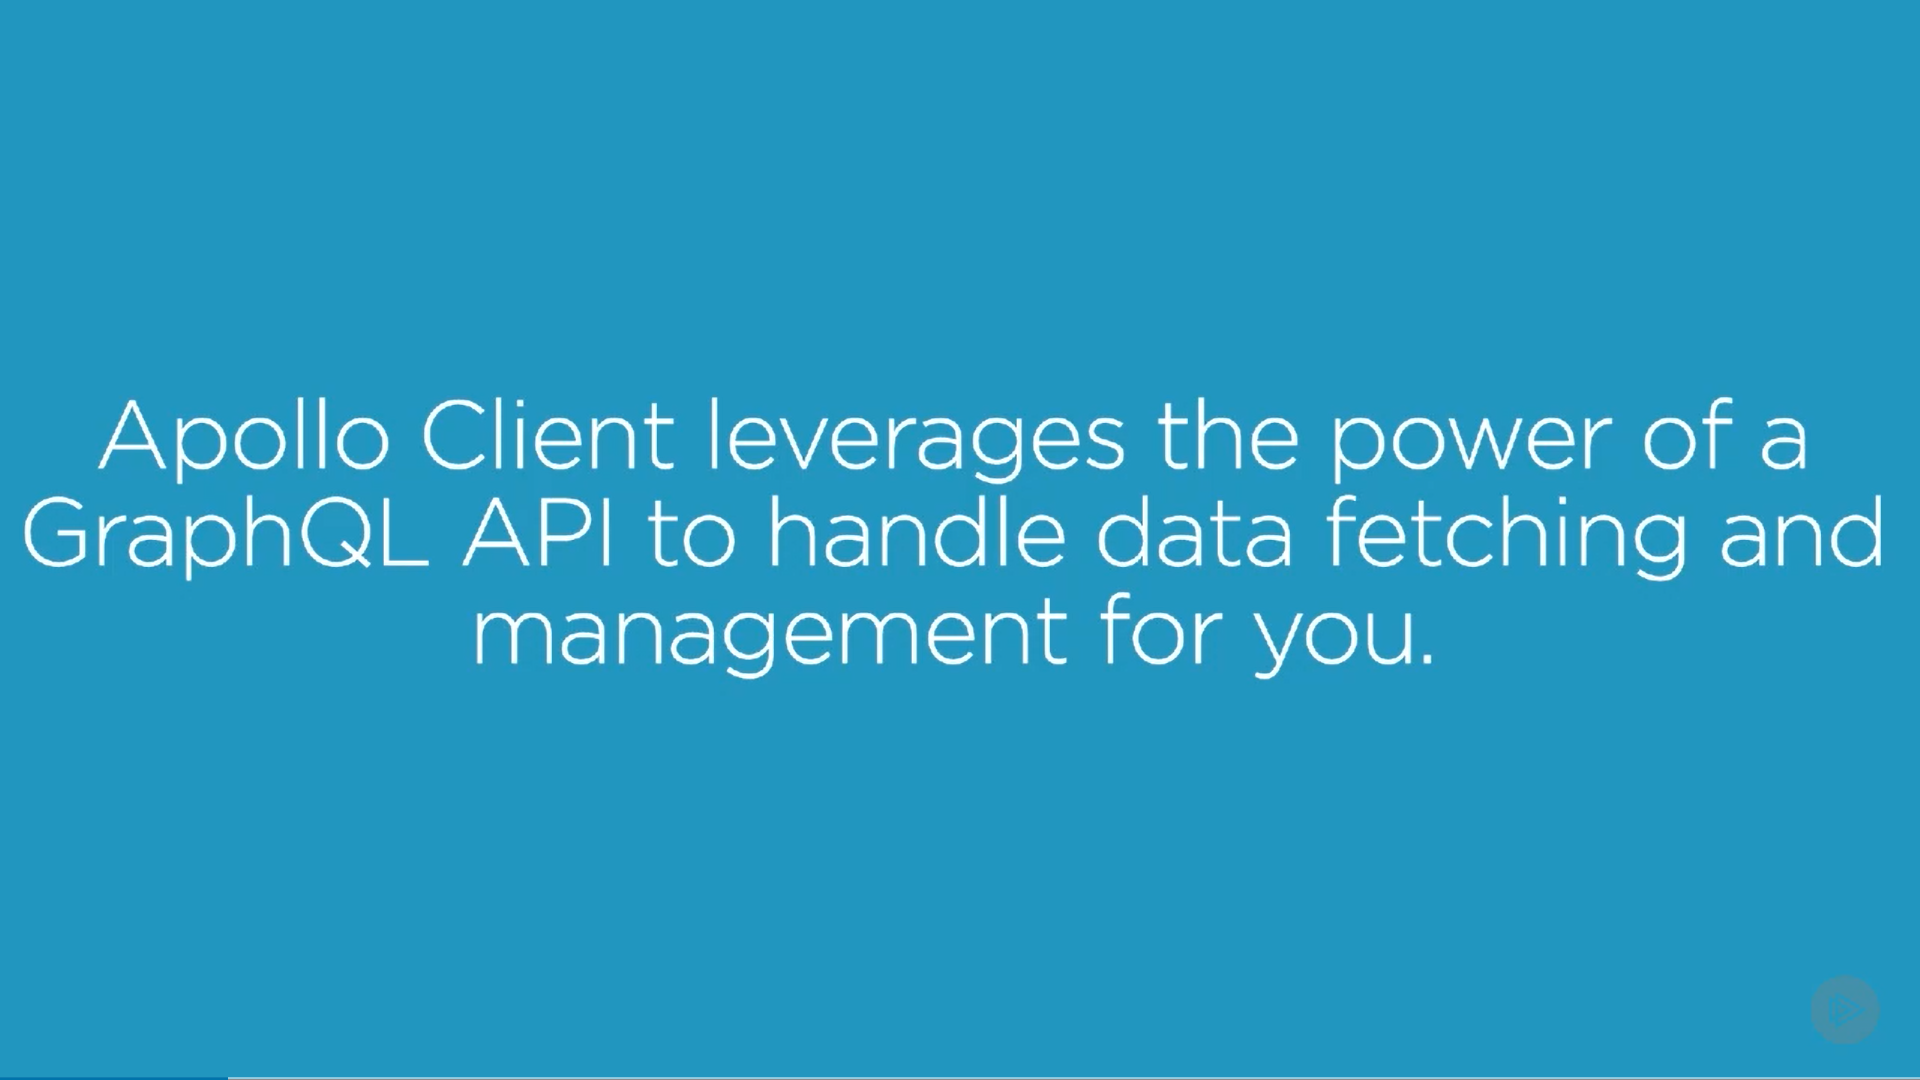 Apollo Client leverages the power of a
GraphQL API to handle data fetching and
management for you.